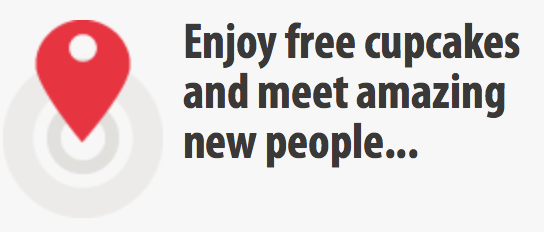 Enjoy free cupcakes
and meet amazing
new people...